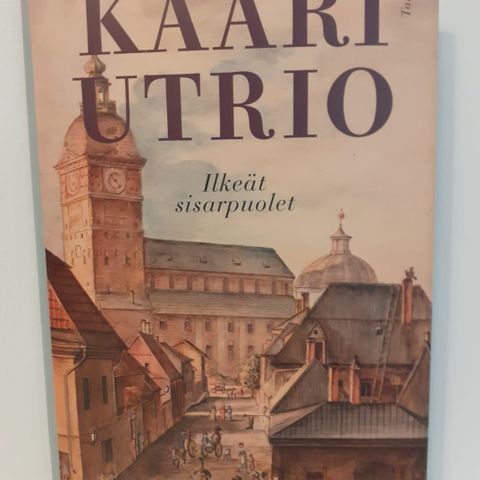 KAARI
UTRIO
Ilkeät
sisarpuolet